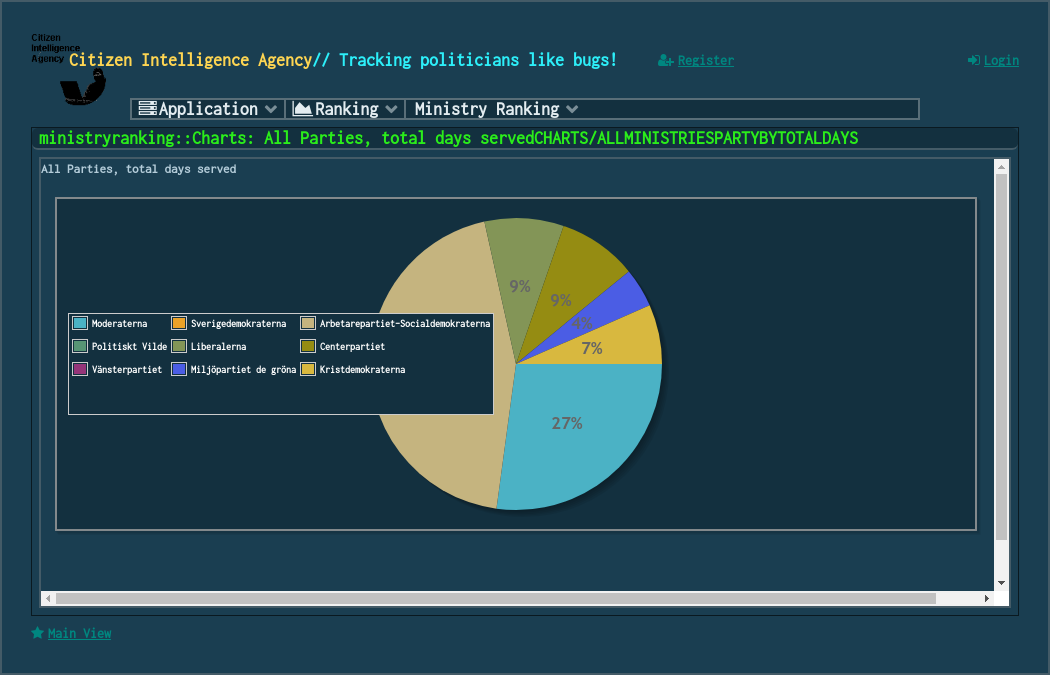 Citizen
Intelligence
Agency
Citizen Intelligence Agency// Tracking politicians like bugs!
Register
Login
Application
Ranking
Ministry Ranking
ministryranking::Charts: All Parties, total days servedCHARTS/ALLMINISTRIESPARTYBYTOTALDAYS
All Parties, total days served
9%
9%
4%
7%
27%
Moderaterna Sverigedemokraterna Arbetarepartiet-Socialdemokraterna
Politiskt Vilde Liberalerna Centerpartiet
Vänsterpartiet Miljöpartiet de gröna Kristdemokraterna
Main View